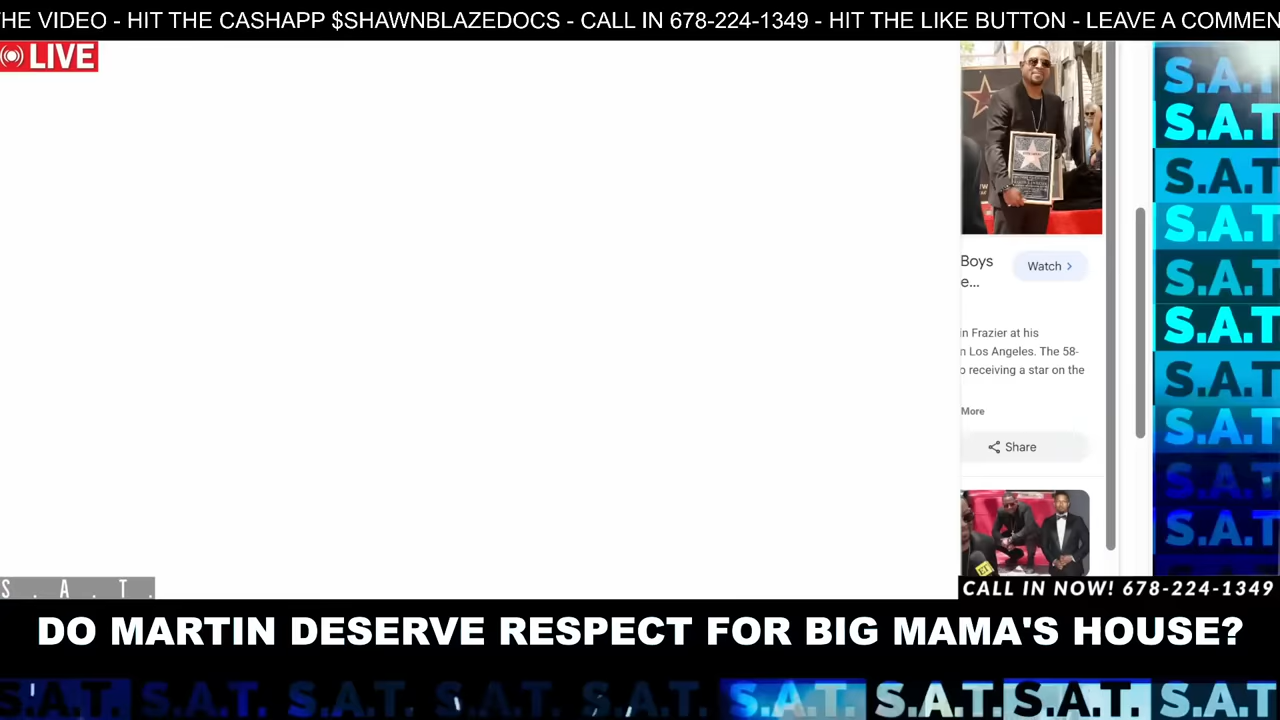 HE VIDEO - HIT THE CASHAPP $SHAWNBLAZEDOCS - CALL IN 678-224-1349 - HIT THE LIKE BUTTON - LEAVE A COMMEN
LIVE
Boys
e...
Watch
in Frazier at his
n Los Angeles. The 58-
receiving a star on the
More
Share
S.A.T
S.A.T
S.A.T
S.A.T
S.A.T
S.A.T
S.A.T
S.A.T
S.A.T
S.A.T
S. A. T.
CALL IN NOW! 678-224-1349
DO MARTIN DESERVE RESPECT FOR BIG MAMA'S HOUSE?
S.A.T. S.A.T. S.A.T. S.A.T. S.A.T. S.A.T. S.A.T. S.A.T. S.A.T.